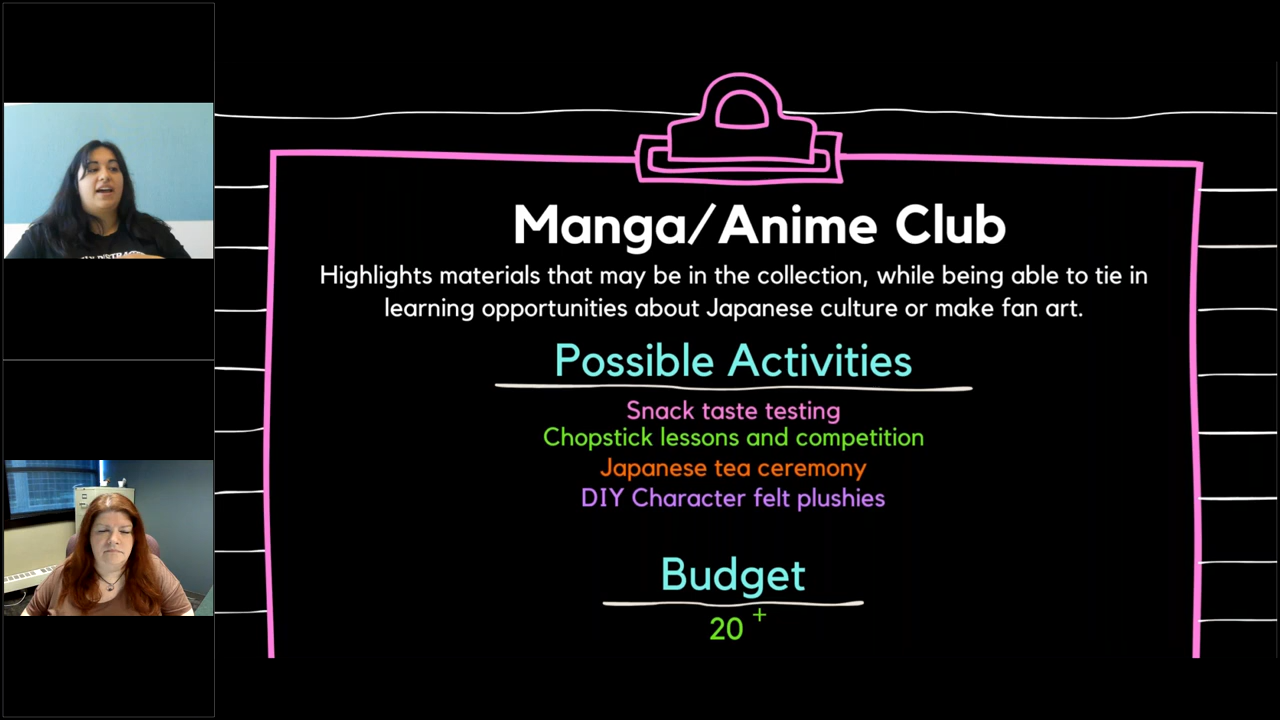 Manga/Anime Club
Highlights materials that may be in the collection, while being able to tie in
learning opportunities about Japanese culture or make fan art.
Possible Activities
Snack taste testing
Chopstick lessons and competition
Japanese tea ceremony
DIY Character felt plushies
Budget
20 +